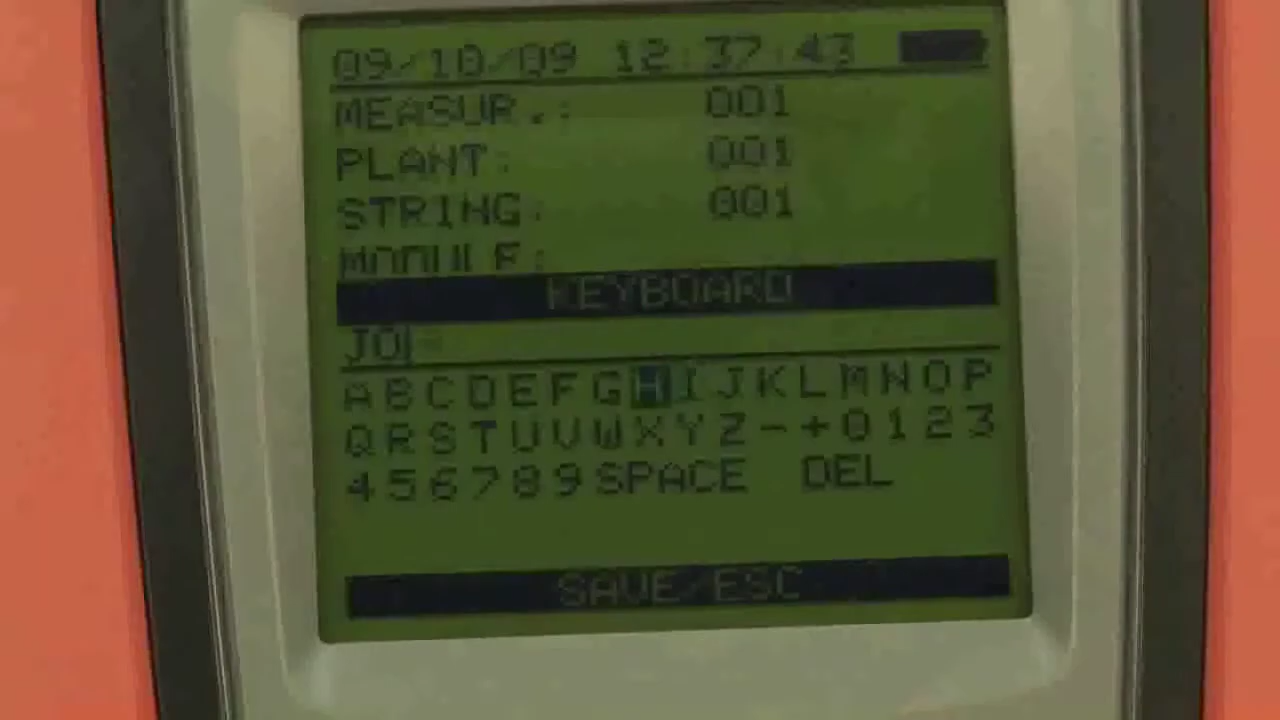 09/10/09 12:37:43
MEASUR.: 001
PLANT: 001
STRING: 001
MODULE:
KEYBOARD
JO
ABCDEFGHIJKLMNOP
QRSTUVWXYZ-+0123
456789SPACE DEL
SAVE/ESC